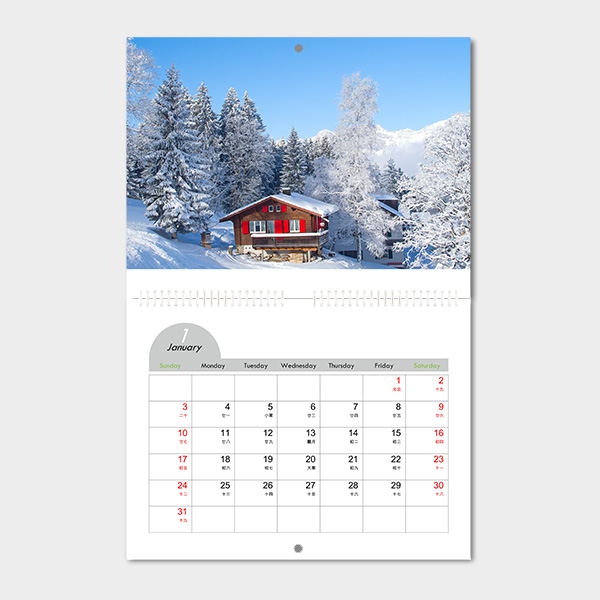 1
January
Sunday Monday Tuesday Wednesday Thursday Friday Saturday
1 2
元旦 十九
3 4 5 6 7 8 9
二十 廿一 小寒 廿三 廿四 廿五 廿六
10 11 12 13 14 15 16
廿七 廿八 廿九 臘月 初二 初三 初四
17 18 19 20 21 22 23
初五 初六 初七 大寒 初九 初十 十一
24 25 26 27 28 29 30
十二 十三 十四 十五 十六 十七 十八
31
十九